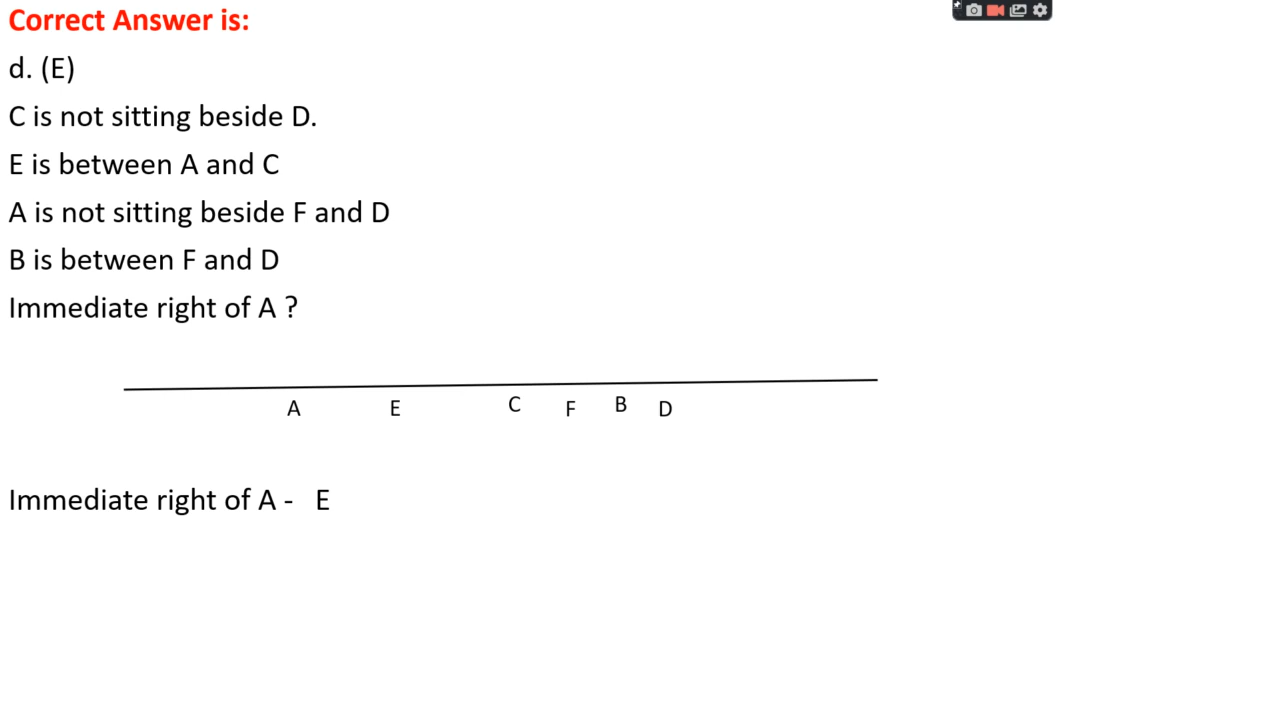 Correct Answer is:
d. (E)
C is not sitting beside D.
E is between A and C
A is not sitting beside F and D
B is between F and D
Immediate right of A ?
A E C F B D
Immediate right of A - E